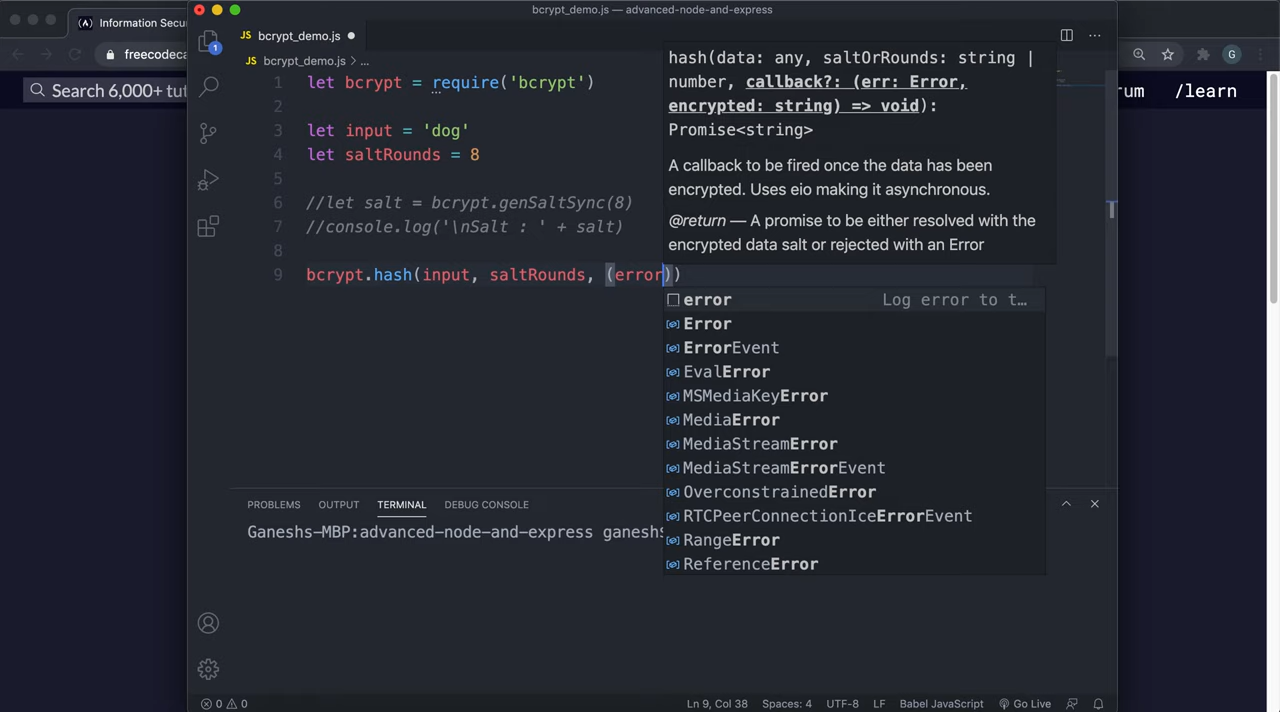 bcrypt_demo.js — advanced-node-and-express
Information Secu
freecodeca
Search 6,000+ tut
rum /learn
G
JS bcrypt_demo.js
JS bcrypt_demo.js > ...
1
1 let bcrypt = require('bcrypt')
2
3 let input = 'dog'
4 let saltRounds = 8
5
6 //let salt = bcrypt.genSaltSync(8)
7 //console.log('\nSalt : ' + salt)
8
9 bcrypt.hash(input, saltRounds, (error))
hash(data: any, saltOrRounds: string |
number, callback?: (err: Error,
encrypted: string) => void):
Promise<string>
A callback to be fired once the data has been
encrypted. Uses eio making it asynchronous.
@return — A promise to be either resolved with the
encrypted data salt or rejected with an Error
error Log error to t...
Error
ErrorEvent
EvalError
MSMediaKeyError
MediaError
MediaStreamError
MediaStreamErrorEvent
OverconstrainedError
RTCPeerConnectionIceErrorEvent
RangeError
ReferenceError
PROBLEMS OUTPUT TERMINAL DEBUG CONSOLE
Ganeshs-MBP:advanced-node-and-express ganeshs
0 0 Ln 9, Col 38 Spaces: 4 UTF-8 LF Babel JavaScript Go Live